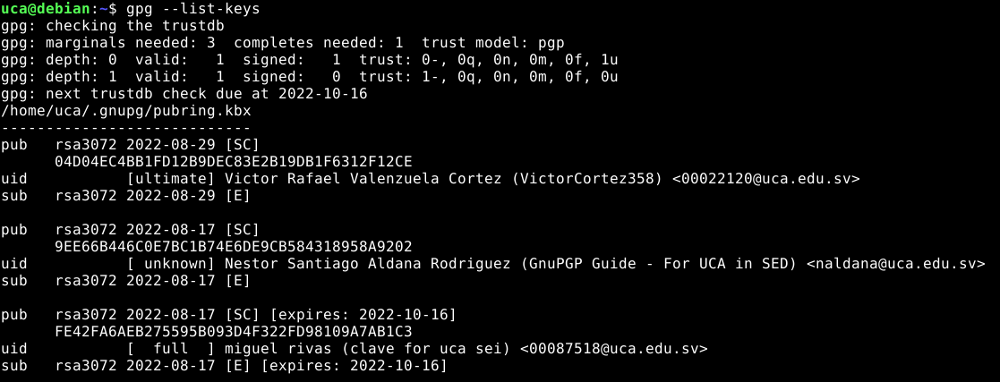 uca@debian:~$ gpg --list-keys
gpg: checking the trustdb
gpg: marginals needed: 3  completes needed: 1  trust model: pgp
gpg: depth: 0  valid:   1  signed:   1  trust: 0-, 0q, 0n, 0m, 0f, 1u
gpg: depth: 1  valid:   1  signed:   0  trust: 1-, 0q, 0n, 0m, 0f, 0u
gpg: next trustdb check due at 2022-10-16
/home/uca/.gnupg/pubring.kbx
----------------------------
pub   rsa3072 2022-08-29 [SC]
      04D04EC4BB1FD12B9DEC83E2B19DB1F6312F12CE
uid           [ultimate] Victor Rafael Valenzuela Cortez (VictorCortez358) <00022120@uca.edu.sv>
sub   rsa3072 2022-08-29 [E]

pub   rsa3072 2022-08-17 [SC]
      9EE66B446C0E7BC1B74E6DE9CB584318958A9202
uid           [ unknown] Nestor Santiago Aldana Rodriguez (GnuPGP Guide - For UCA in SED) <naldana@uca.edu.sv>
sub   rsa3072 2022-08-17 [E]

pub   rsa3072 2022-08-17 [SC] [expires: 2022-10-16]
      FE42FA6AEB275595B093D4F322FD98109A7AB1C3
uid           [  full  ] miguel rivas (clave for uca sei) <00087518@uca.edu.sv>
sub   rsa3072 2022-08-17 [E] [expires: 2022-10-16]